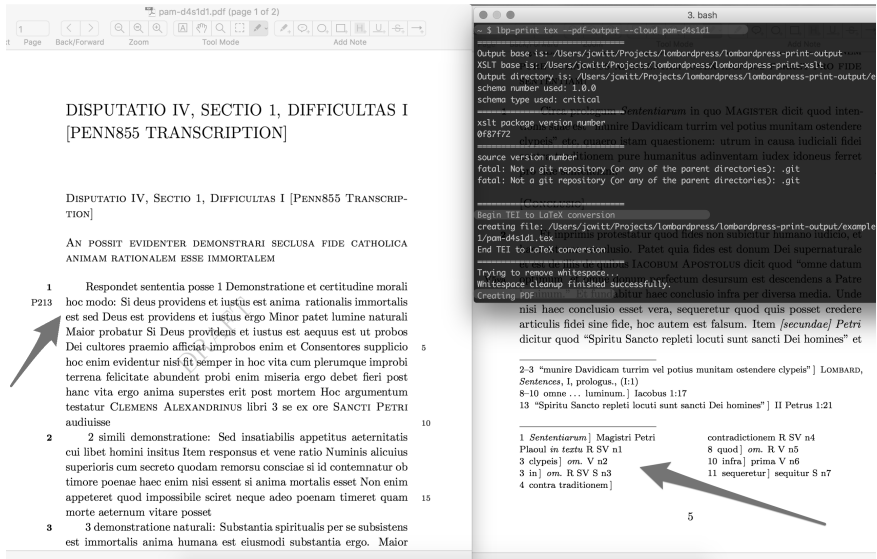 pam-d4s1d1.pdf (page 1 of 2)
1
Page
Back/Forward
Zoom
Tool Mode
Add Note
DISPUTATIO IV, SECTIO 1, DIFFICULTAS I
[PENN855 TRANSCRIPTION]
DISPUTATIO IV, SECTIO 1, DIFFICULTAS I [PENN855 TRANSCRIP-
TION]
AN POSSIT EVIDENTER DEMONSTRARI SECLUSA FIDE CATHOLICA
ANIMAM RATIONALEM ESSE IMMORTALEM
1 Respondet sententia posse 1 Demonstratione et certitudine morali
P213 hoc modo: Si deus providens et iustus est anima rationalis immortalis
est sed Deus est providens et iustus ergo Minor patet lumine naturali
Maior probatur Si Deus providens et iustus est aequus est ut probos
Dei cultores praemio afficiat improbos enim et Consentores supplicio 5
hoc enim evidentur nisi fit semper in hoc vita cum plerumque improbi
terrena felicitate abundent probi enim miseria ergo debet fieri post
hanc vita ergo anima superstes erit post mortem Hoc argumentum
testatur CLEMENS ALEXANDRINUS libri 3 se ex ore SANCTI PETRI
audiuisse 10
2 2 simili demonstratione: Sed insatiabilis appetitus aeternitatis
cui libet homini insitus Item responsus et vene ratio Numinis alicuius
superioris cum secreto quodam remorsu consciae si id contemnatur ob
timore poenae haec enim nisi essent si anima mortalis esset Non enim
appeteret quod impossibile sciret neque adeo poenam timeret quam 15
morte aeternum vitare posset
3 3 demonstratione naturali: Substantia spiritualis per se subsistens
est immortalis anima humana est eiusmodi substantia ergo. Maior
DRAFT
3. bash
~ $ lbp-print tex --pdf-output --cloud pam-d4s1d1
==============================
Output base is: /Users/jcwitt/Projects/lombardpress/lombardpress-print-output
XSLT base is: /Users/jcwitt/Projects/lombardpress/lombardpress-print-xslt
Output directory is: /Users/jcwitt/Projects/lombardpress/lombardpress-print-output/e
schema number used: 1.0.0
schema type used: critical
==============================
xslt package version number
0f87f72
==============================
source version number
fatal: Not a git repository (or any of the parent directories): .git
fatal: Not a git repository (or any of the parent directories): .git
==============================
Begin TEI to LaTeX conversion
creating file: /Users/jcwitt/Projects/lombardpress/lombardpress-print-output/example
1/pam-d4s1d1.tex
End TEI to LaTeX conversion
==============================
Trying to remove whitespace...
Whitespace cleanup finished successfully.
Creating PDF
nisi haec conclusio esset vera, sequeretur quod quis posset credere
articulis fidei sine fide, hoc autem est falsum. Item [secundae] Petri
dicitur quod “Spiritu Sancto repleti locuti sunt sancti Dei homines” et
2–3 “munire Davidicam turrim vel potius munitam ostendere clypeis”] LOMBARD,
Sentences, I, prologus., (I:1)
8–10 omne … luminum.] Iacobus 1:17
13 “Spiritu Sancto repleti locuti sunt sancti Dei homines”] II Petrus 1:21
1 Sententiarum] Magistri Petri
Plaoul in textu R SV n1
3 clypeis] om. V n2
3 in] om. R SV S n3
4 contra traditionem]
contradictionem R SV n4
8 quod] om. R V n5
10 infra] prima V n6
11 sequeretur] sequitur S n7
5